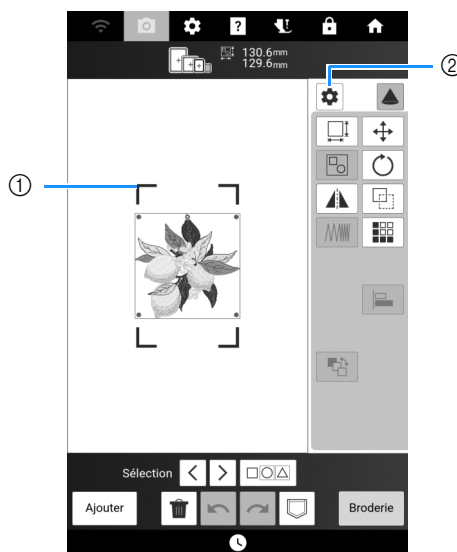 ?
130.6mm
129.6mm
②
①
Sélection
Ajouter
Broderie